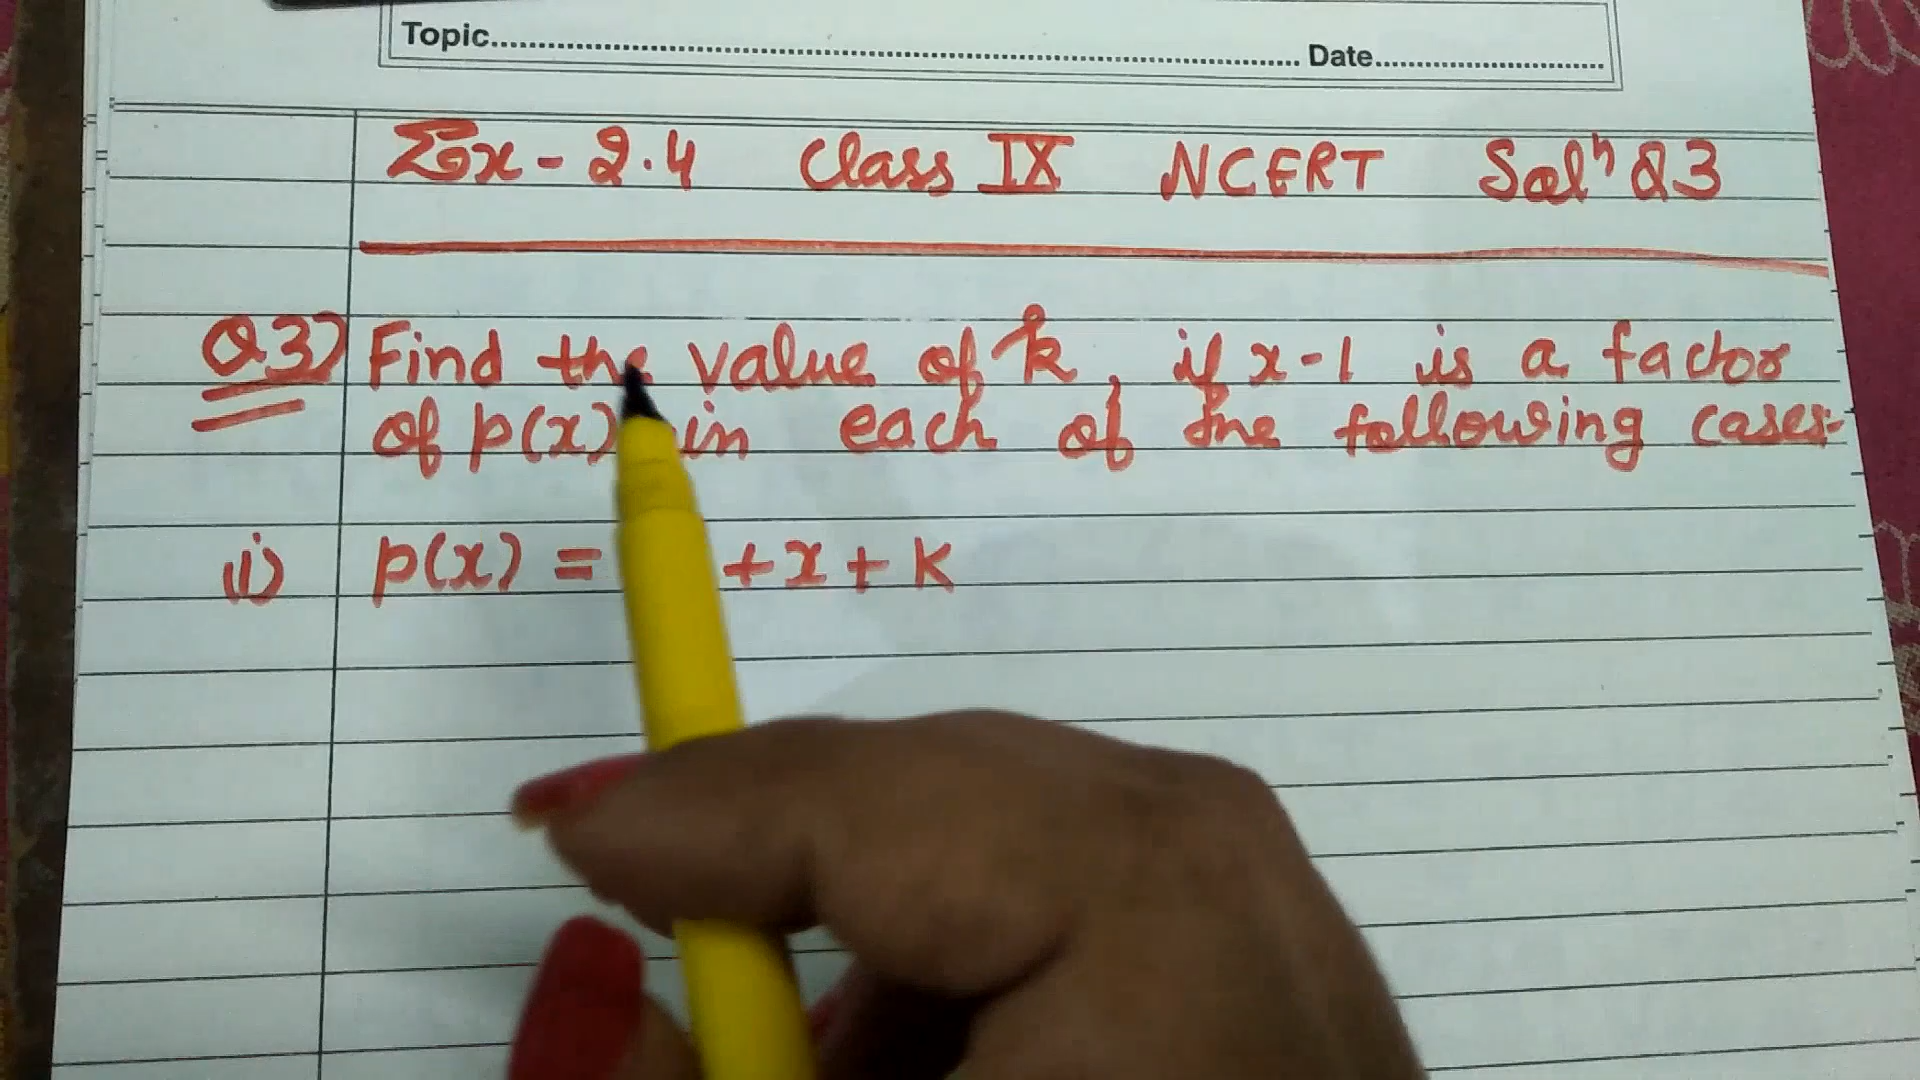 Topic.......... Date..........
Ex-2.4 Class IX NCERT Solⁿ Q3
Q3) Find the value of k, if x-1 is a factor
of p(x) in each of the following cases:-
(i) p(x) = +x+k